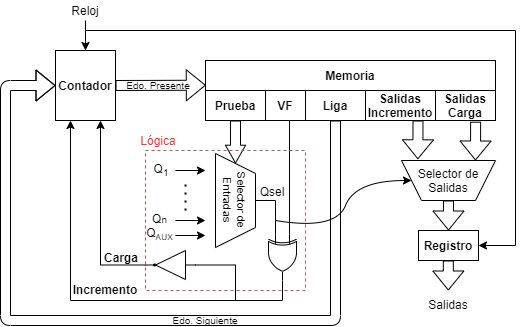 Reloj
Contador
Edo. Presente
Memoria
Prueba
VF
Liga
Salidas
Incremento
Salidas
Carga
Lógica
Q1
Qn
QAUX
Selector de
Entradas
Qsel
Selector de
Salidas
Registro
Salidas
Carga
Incremento
Edo. Siguiente